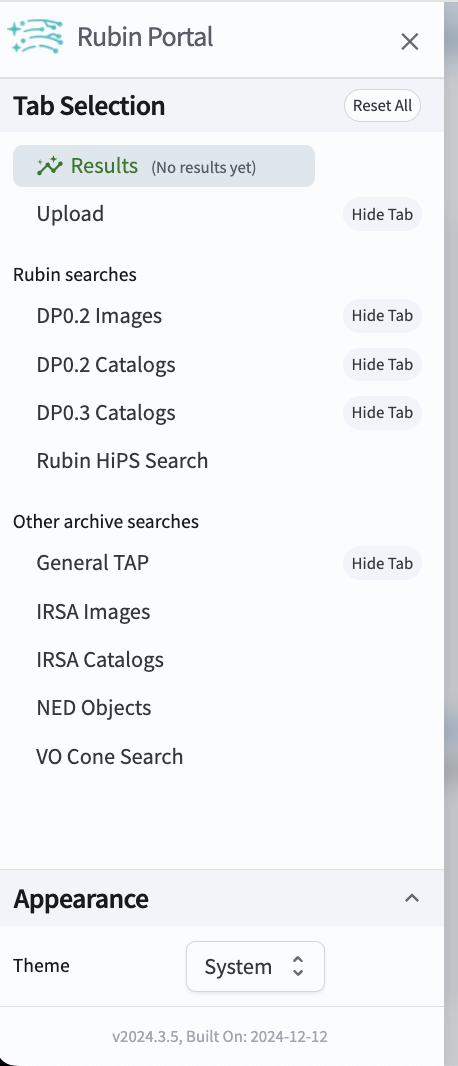 Rubin Portal
Tab Selection Reset All
Results (No results yet)
Upload Hide Tab
Rubin searches
DP0.2 Images Hide Tab
DP0.2 Catalogs Hide Tab
DP0.3 Catalogs Hide Tab
Rubin HiPS Search
Other archive searches
General TAP Hide Tab
IRSA Images
IRSA Catalogs
NED Objects
VO Cone Search
Appearance
Theme System
v2024.3.5, Built On: 2024-12-12